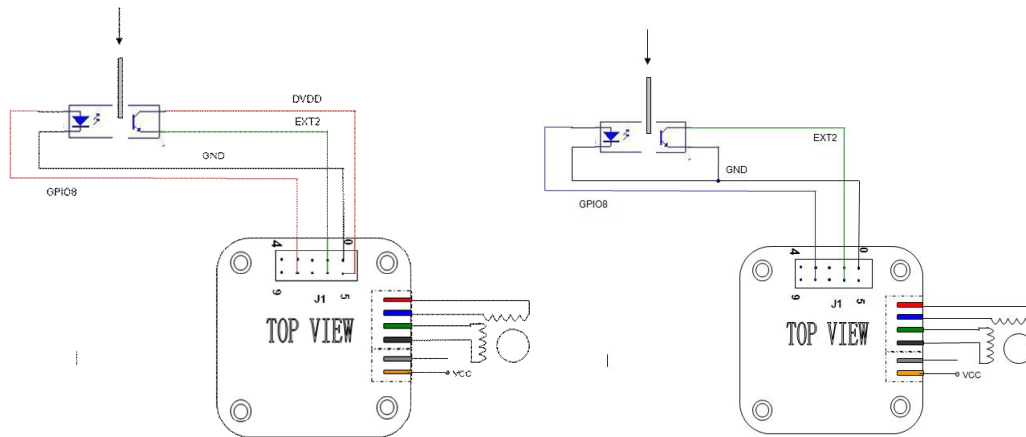 DVDD
EXT2
GND
GPIO8
4
0
9
J1
5
TOP VIEW
VCC
EXT2
GND
GPIO8
4
0
9
J1
5
TOP VIEW
VCC